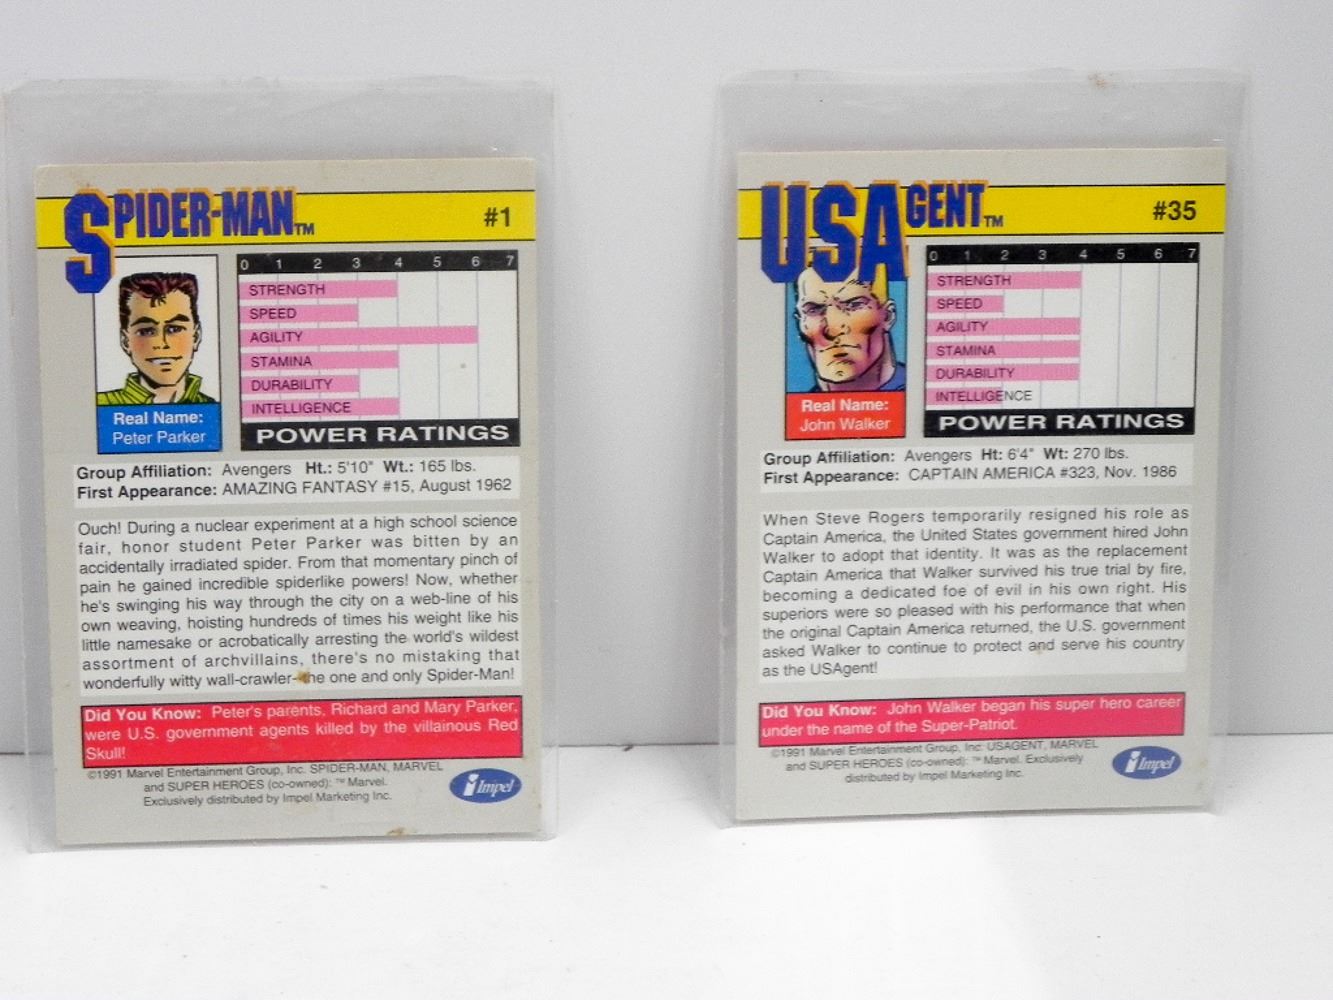 SPIDER-MAN™ #1
0 1 2 3 4 5 6 7
STRENGTH
SPEED
AGILITY
STAMINA
DURABILITY
INTELLIGENCE
POWER RATINGS
Real Name:
Peter Parker
Group Affiliation: Avengers Ht.: 5'10" Wt.: 165 lbs.
First Appearance: AMAZING FANTASY #15, August 1962
Ouch! During a nuclear experiment at a high school science
fair, honor student Peter Parker was bitten by an
accidentally irradiated spider. From that momentary pinch of
pain he gained incredible spiderlike powers! Now, whether
he's swinging his way through the city on a web-line of his
own weaving, hoisting hundreds of times his weight like his
little namesake or acrobatically arresting the world's wildest
assortment of archvillains, there's no mistaking that
wonderfully witty wall-crawler-the one and only Spider-Man!
Did You Know: Peter's parents, Richard and Mary Parker,
were U.S. government agents killed by the villainous Red
Skull!
©1991 Marvel Entertainment Group, Inc. SPIDER-MAN, MARVEL
and SUPER HEROES (co-owned): ™ Marvel.
Exclusively distributed by Impel Marketing Inc.
Impel
USAGENT™ #35
0 1 2 3 4 5 6 7
STRENGTH
SPEED
AGILITY
STAMINA
DURABILITY
INTELLIGENCE
POWER RATINGS
Real Name:
John Walker
Group Affiliation: Avengers Ht: 6'4" Wt: 270 lbs.
First Appearance: CAPTAIN AMERICA #323, Nov. 1986
When Steve Rogers temporarily resigned his role as
Captain America, the United States government hired John
Walker to adopt that identity. It was as the replacement
Captain America that Walker survived his true trial by fire,
becoming a dedicated foe of evil in his own right. His
superiors were so pleased with his performance that when
the original Captain America returned, the U.S. government
asked Walker to continue to protect and serve his country
as the USAgent!
Did You Know: John Walker began his super hero career
under the name of the Super-Patriot.
©1991 Marvel Entertainment Group, Inc. USAGENT, MARVEL
and SUPER HEROES (co-owned): ™ Marvel. Exclusively
distributed by Impel Marketing Inc.
Impel